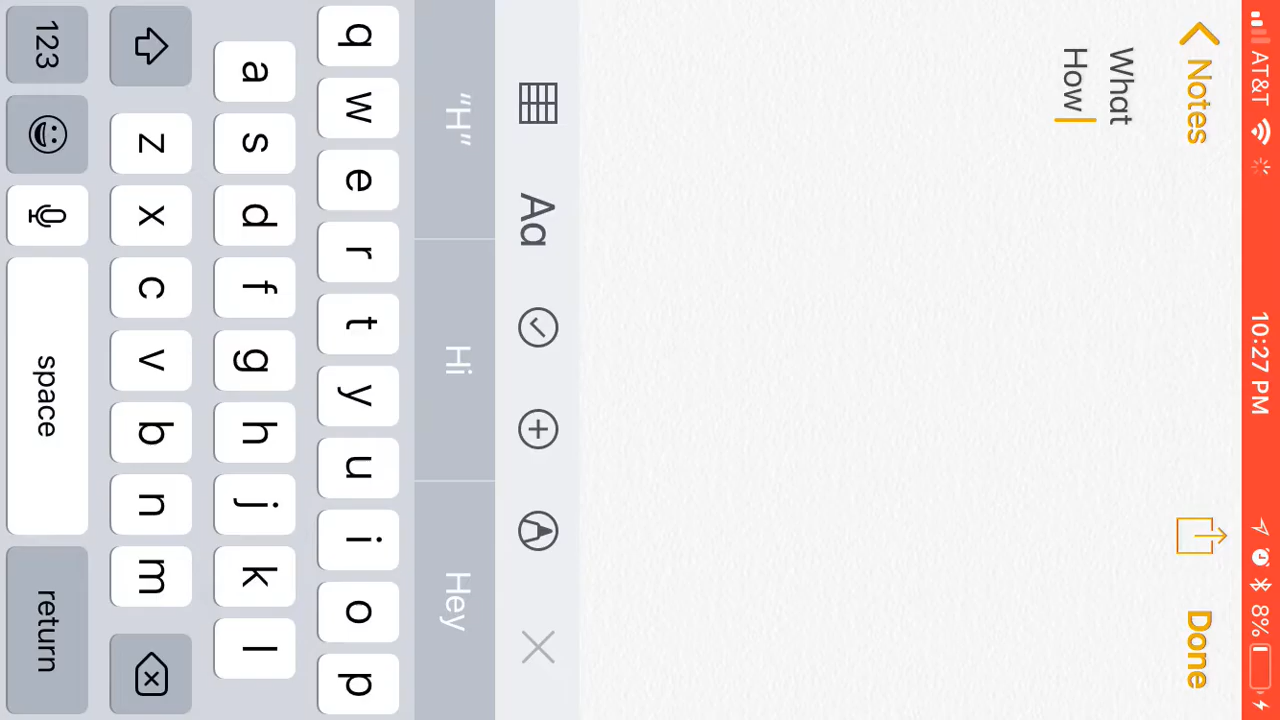 AT&T 10:27 PM 8%
Notes Done
What
How
Aa
“H” Hi Hey
q w e r t y u i o p
a s d f g h j k l
z x c v b n m
123 space return